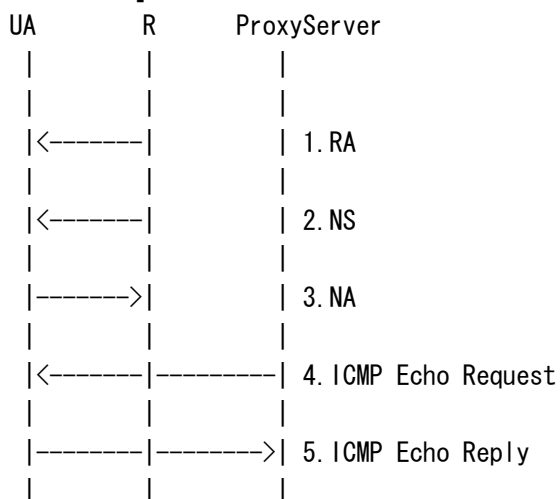 UA R ProxyServer
| | |
| | |
|<-------| | 1.RA
| | |
|<-------| | 2.NS
| | |
|------->| | 3.NA
| | |
|<-------|---------| 4.ICMP Echo Request
| | |
|--------|-------->| 5.ICMP Echo Reply
| | |